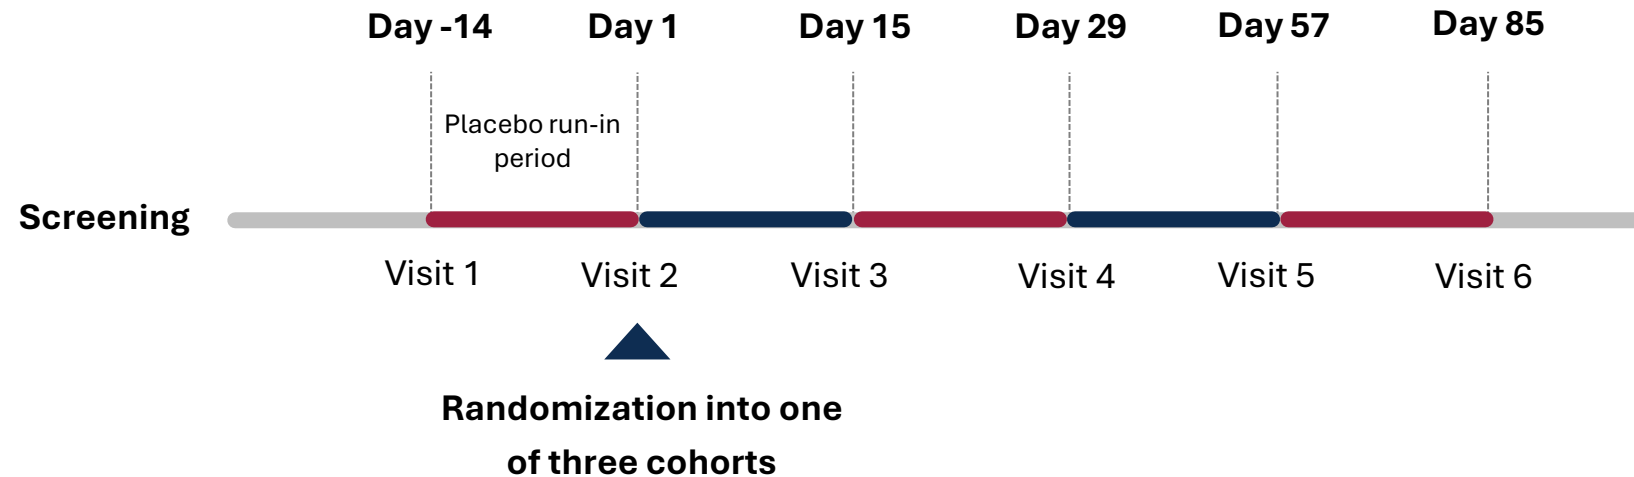 Day -14
Day 1
Day 15
Day 29
Day 57
Day 85
Placebo run-in
period
Screening
Visit 1
Visit 2
Visit 3
Visit 4
Visit 5
Visit 6
Randomization into one
of three cohorts